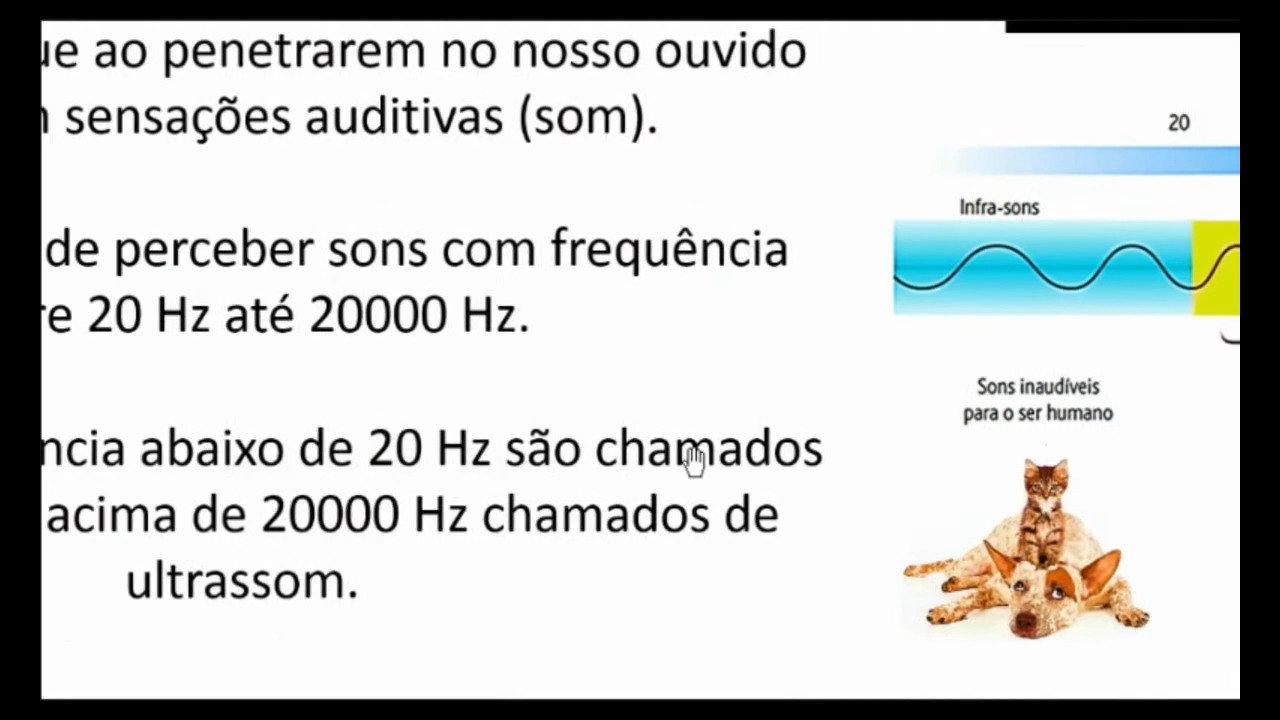 ue ao penetrarem no nosso ouvido
sensações auditivas (som).
de perceber sons com frequência
re 20 Hz até 20000 Hz.
ncia abaixo de 20 Hz são chamados
acima de 20000 Hz chamados de
ultrassom.
20
Infra-sons
Sons inaudíveis
para o ser humano